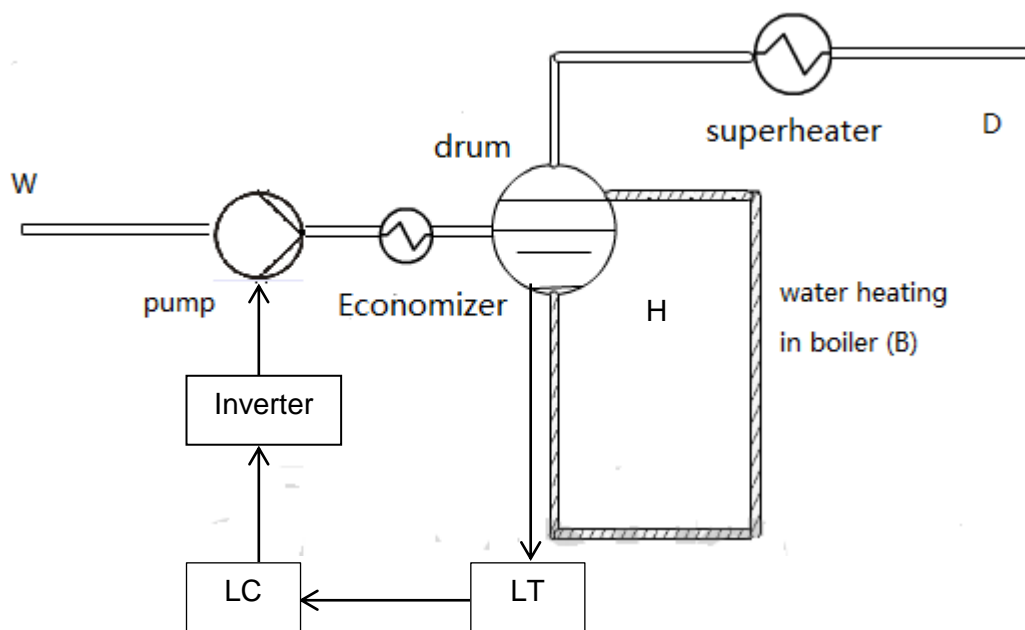 superheater
D
drum
W
pump
Economizer
H
water heating
in boiler (B)
Inverter
LC
LT